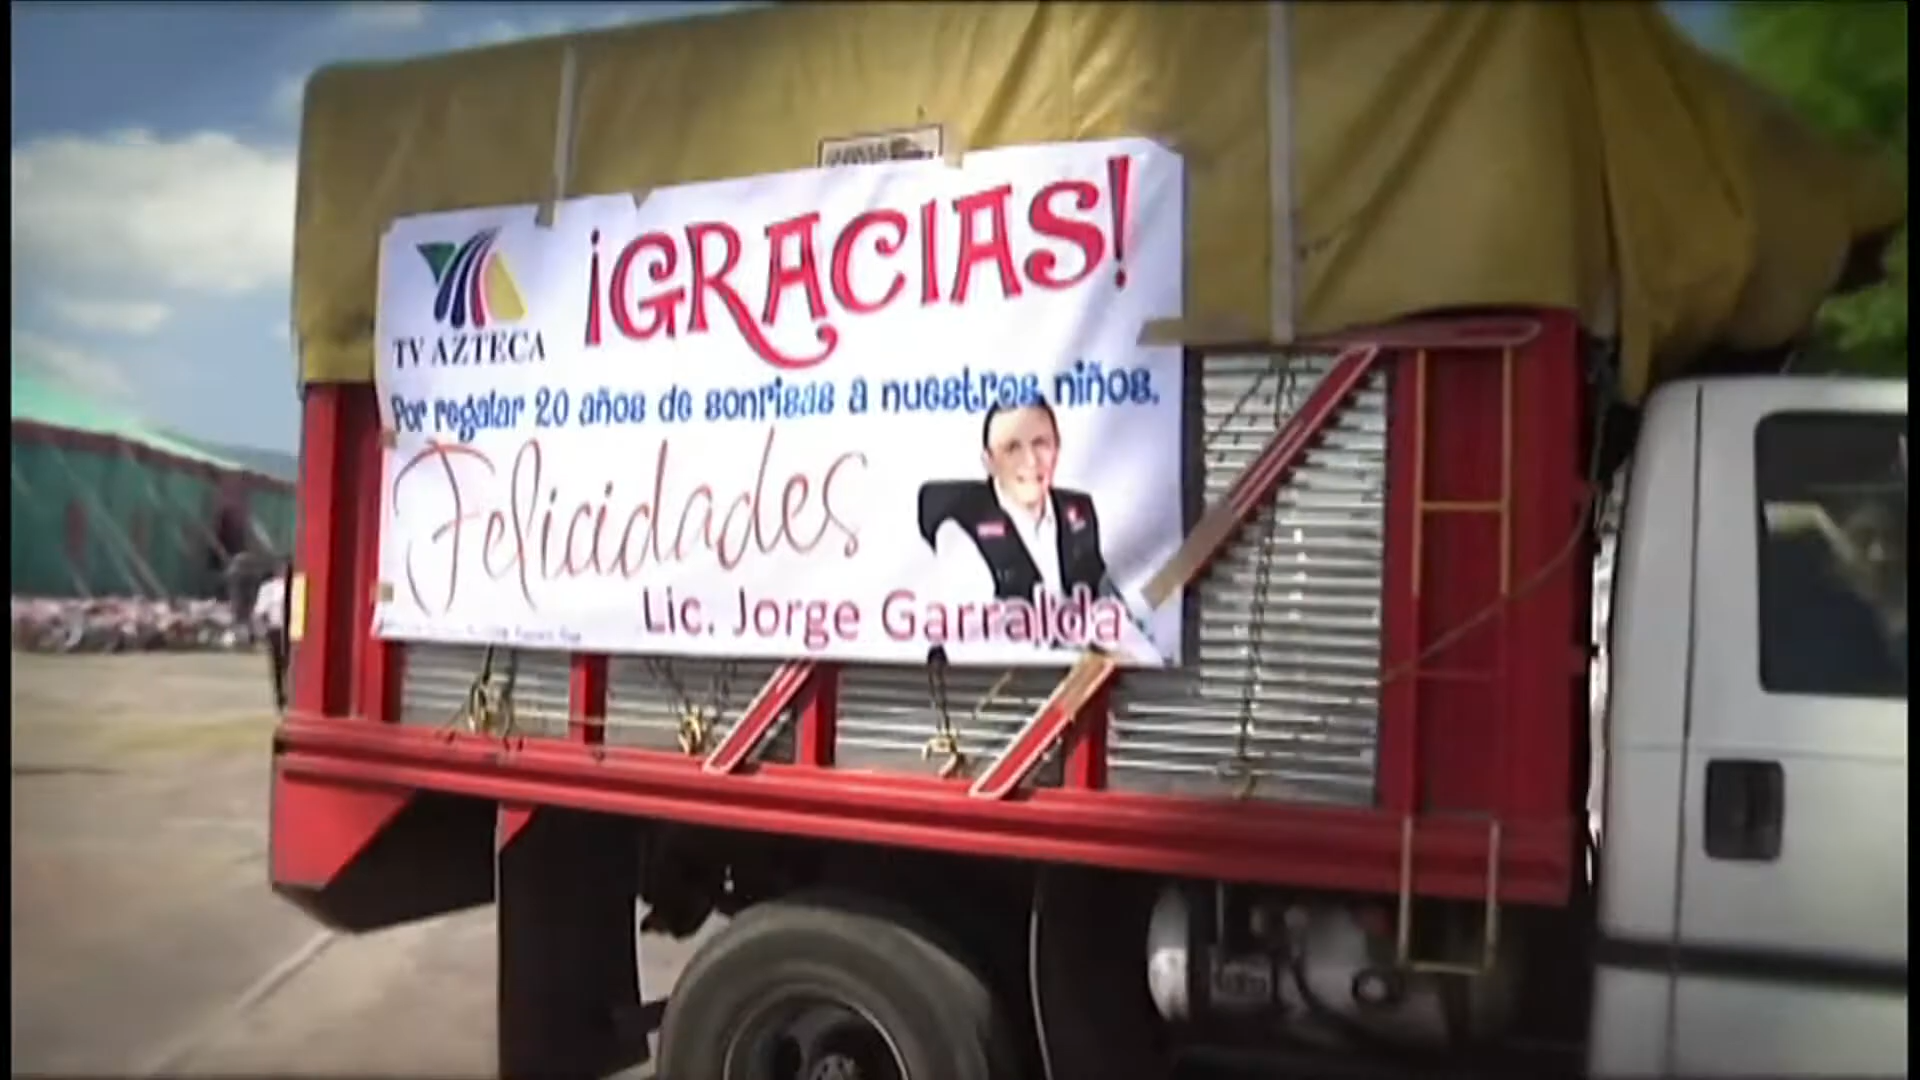 ¡GRACIAS!
TV AZTECA
Por regalar 20 años de sonrisas a nuestros niños.
Felicidades
Lic. Jorge Garralda